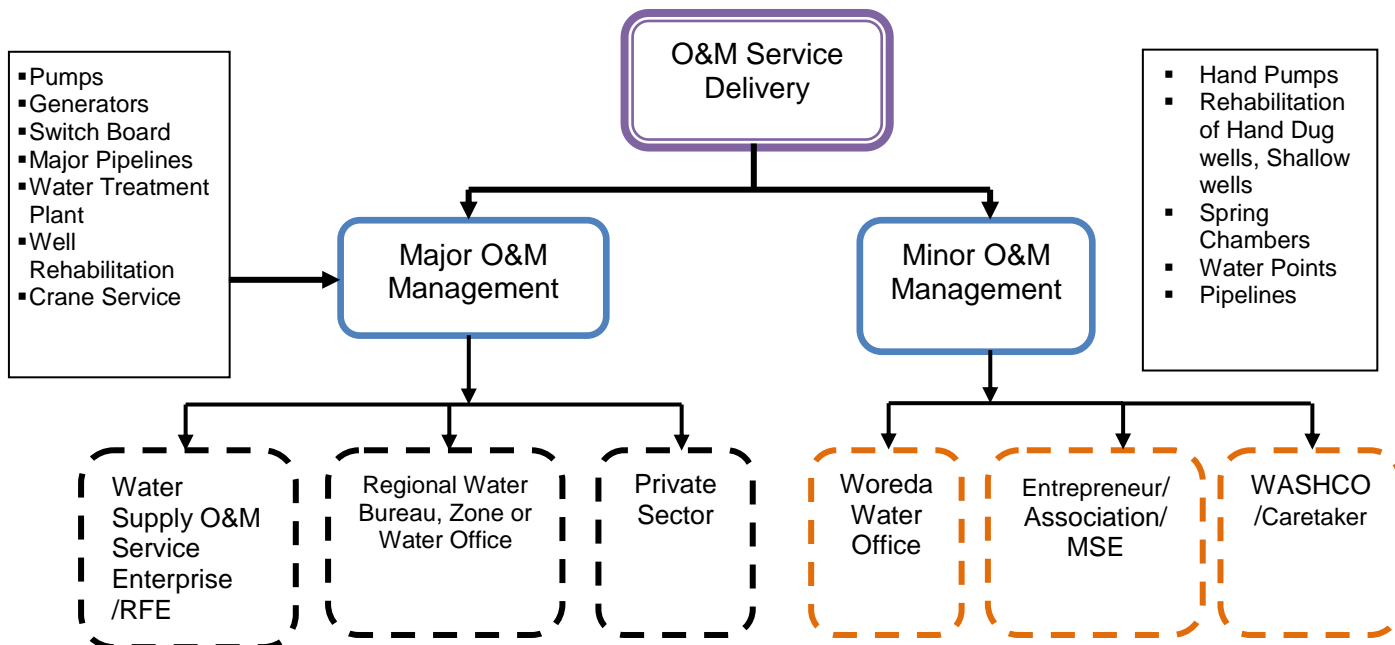 O&M Service
Delivery
▪Pumps
▪Generators
▪Switch Board
▪Major Pipelines
▪Water Treatment
Plant
▪Well
Rehabilitation
▪Crane Service
▪ Hand Pumps
▪ Rehabilitation
of Hand Dug
wells, Shallow
wells
▪ Spring
Chambers
▪ Water Points
▪ Pipelines
Major O&M
Management
Minor O&M
Management
Water
Supply O&M
Service
Enterprise
/RFE
Regional Water
Bureau, Zone or
Water Office
Private
Sector
Woreda
Water
Office
Entrepreneur/
Association/
MSE
WASHCO
/Caretaker